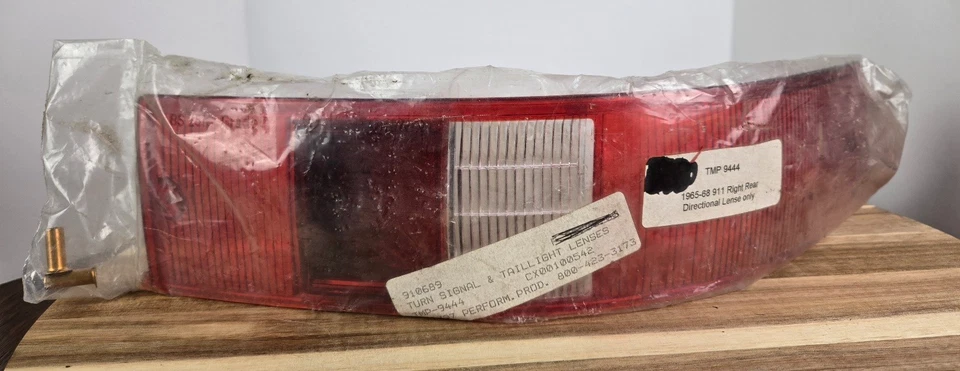 TMP 9444
1965-68 911 Right Rear
Directional Lense only
910689
TURN SIGNAL & TAILLIGHT LENSES
TMP-9444 CX00100542
PERFORM.PROD. 800-423-3173